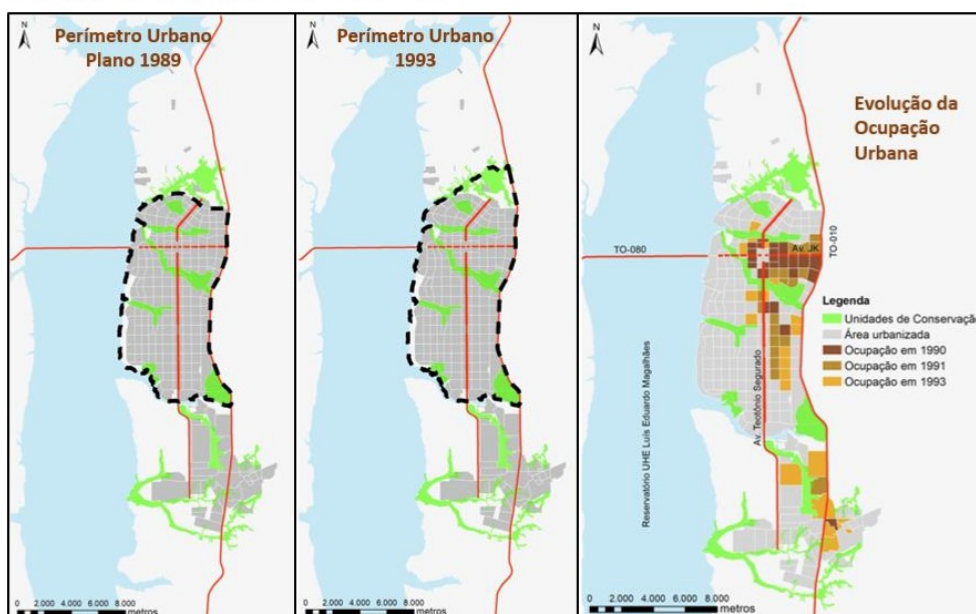 N
Perímetro Urbano
Plano 1989
0 2.000 4.000 6.000 8.000
metros
N
Perímetro Urbano
1993
0 2.000 4.000 6.000 8.000
metros
N
Evolução da
Ocupação
Urbana
TO-080
Av. JK
TO-010
Legenda
Unidades de Conservação
Área urbanizada
Ocupação em 1990
Ocupação em 1991
Ocupação em 1993
Reservatório UHE Luís Eduardo Magalhães
Av. Teotônio Segurado
0 2.000 4.000 6.000 8.000
metros